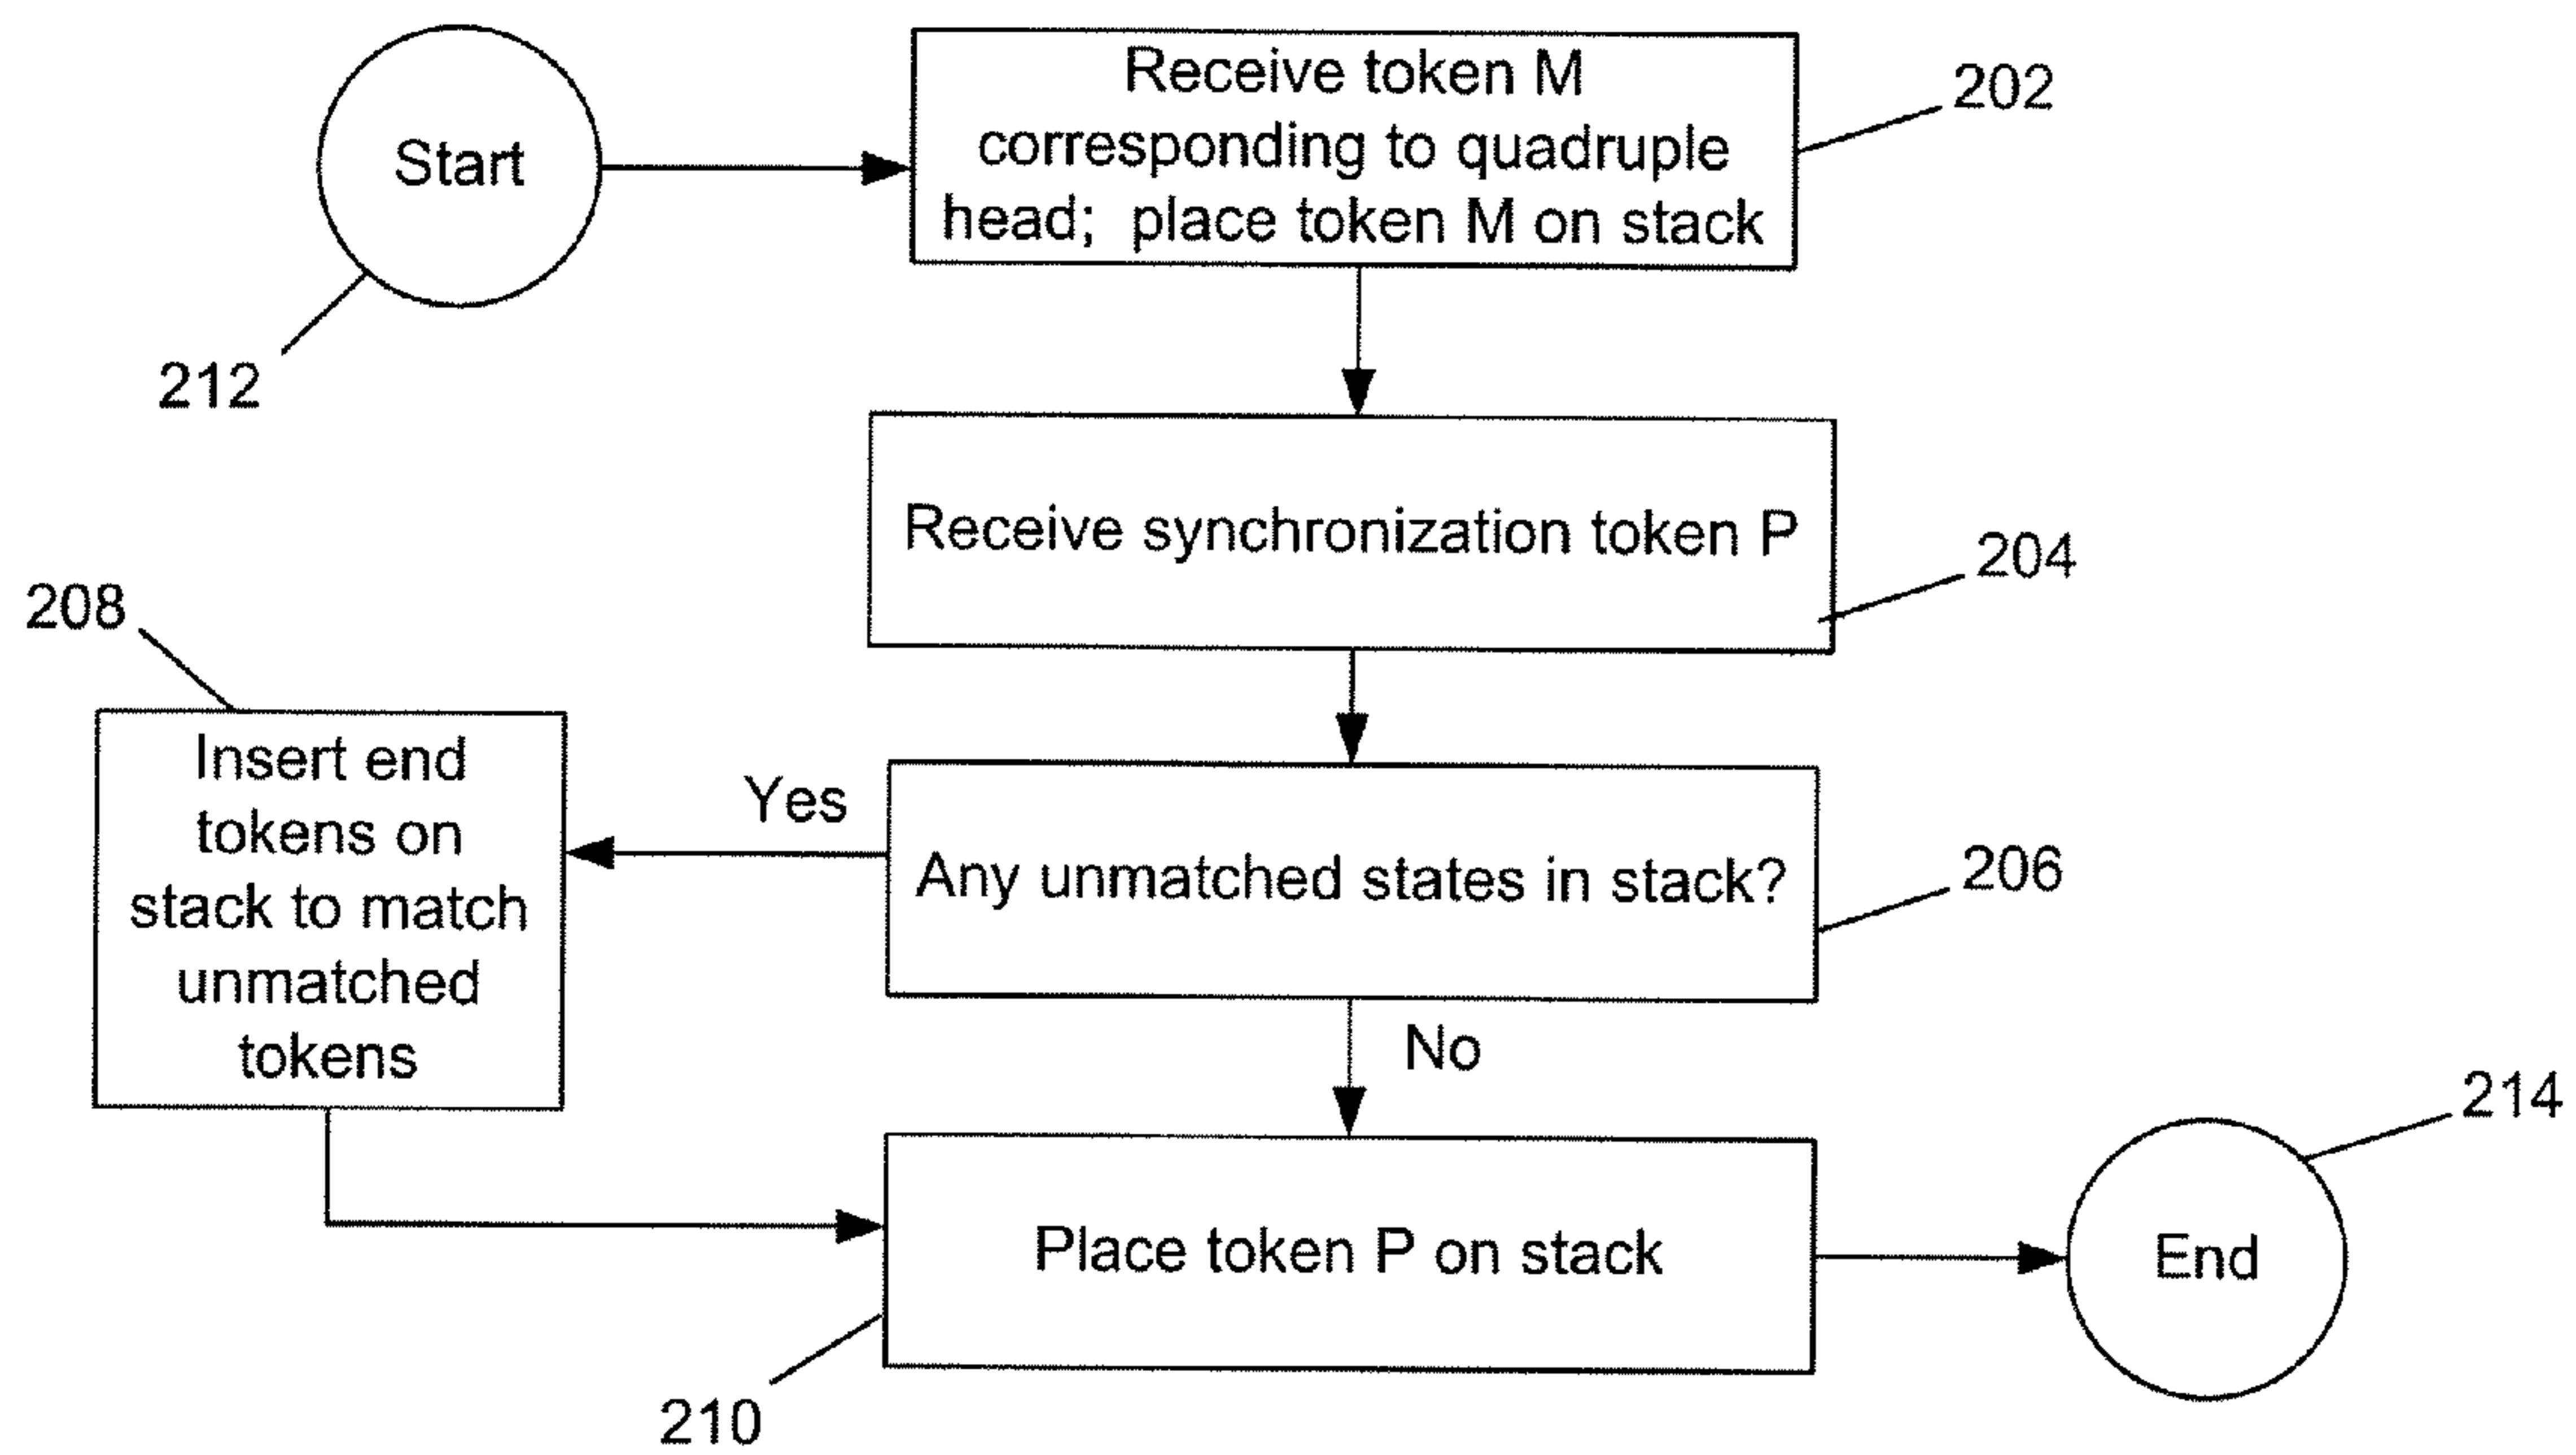 Start
Receive token M
corresponding to quadruple
head; place token M on stack
202
212
Receive synchronization token P
204
208
Insert end
tokens on
stack to match
unmatched
tokens
Yes
Any unmatched states in stack?
206
No
214
Place token P on stack
End
210